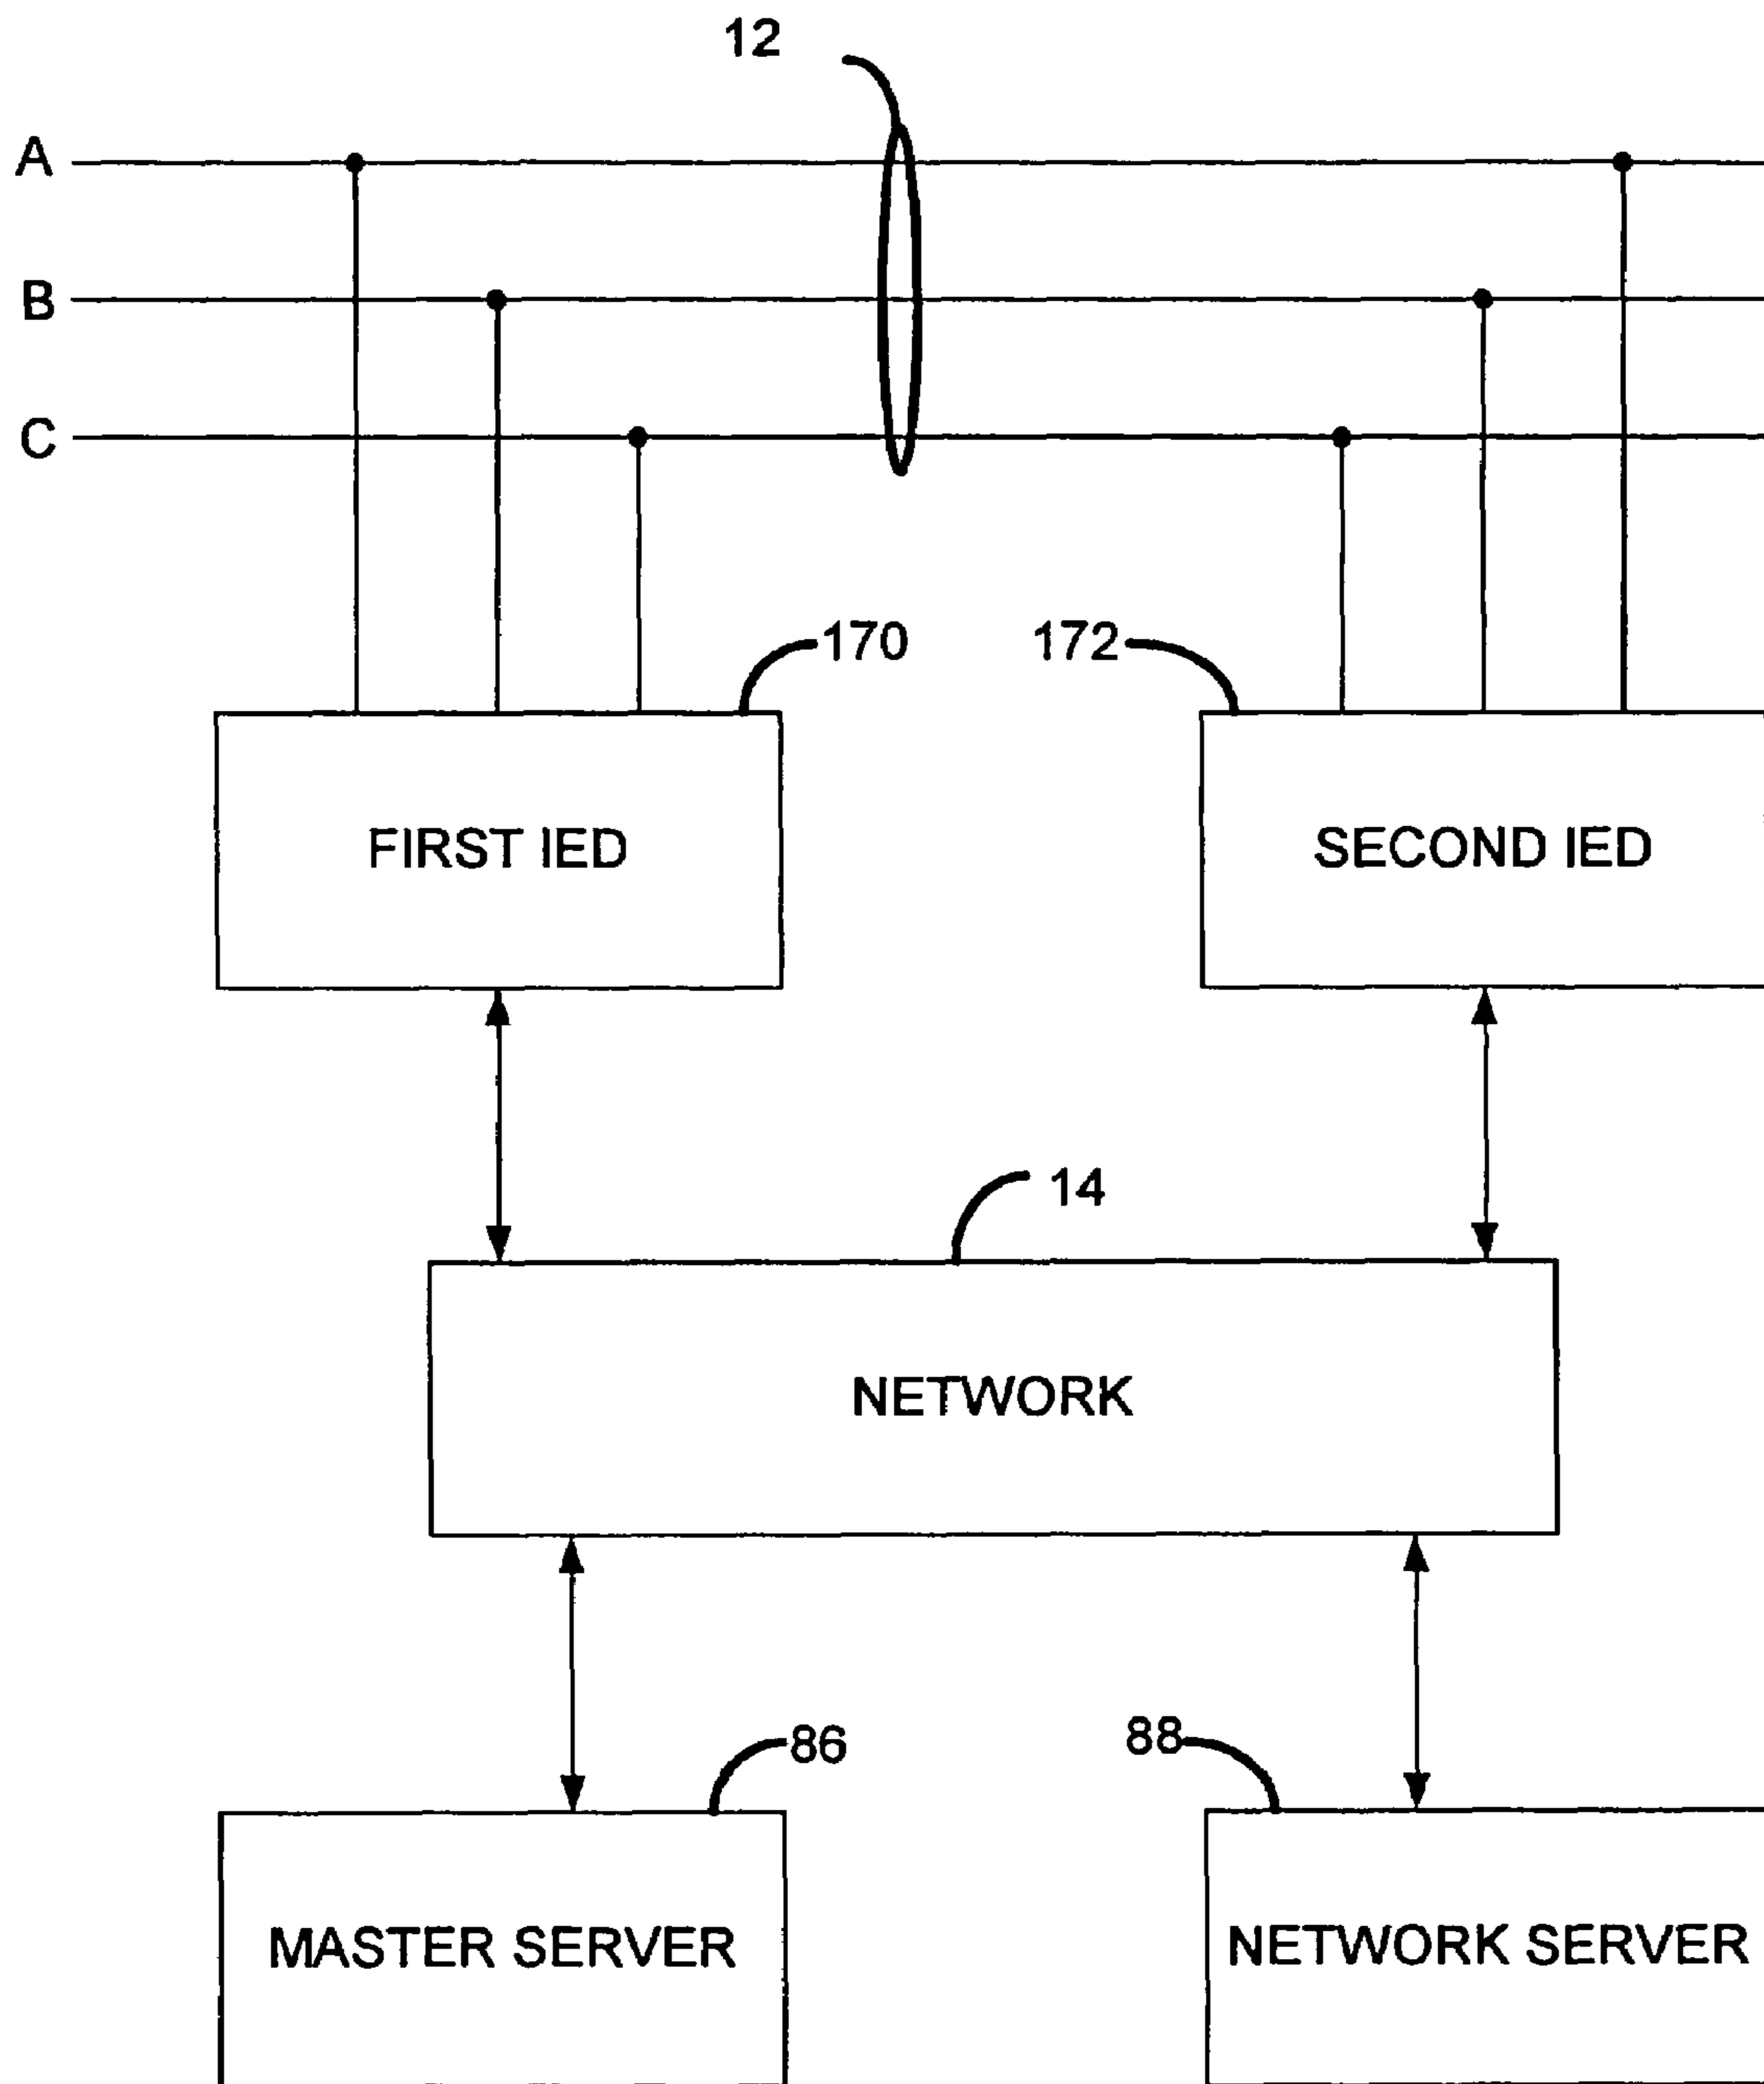 12
A
B
C
170
172
FIRST IED
SECOND IED
14
NETWORK
86
88
MASTER SERVER
NETWORK SERVER